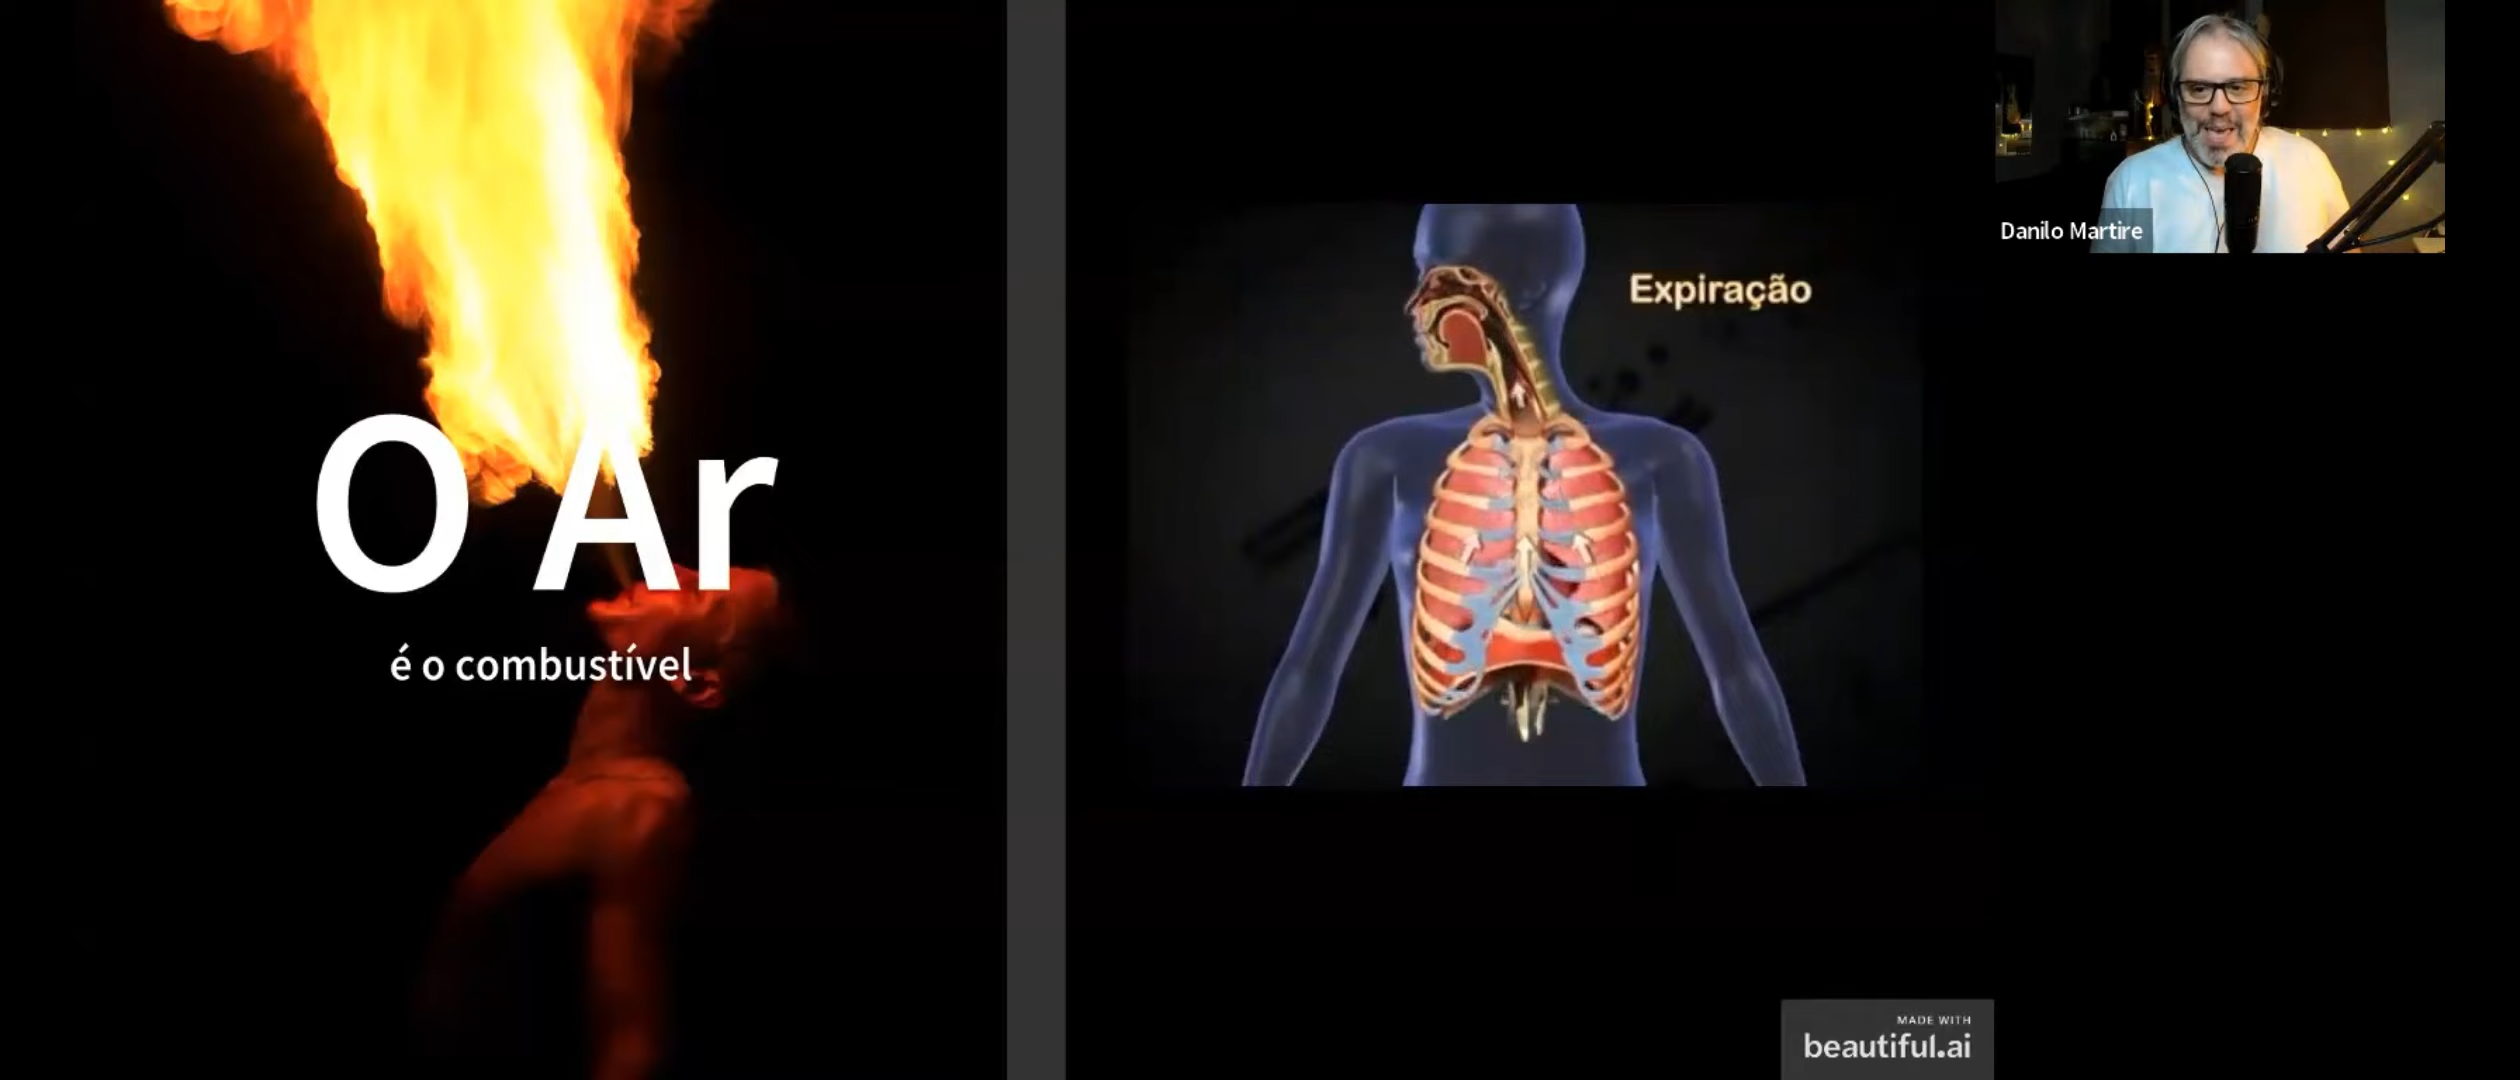 O Ar
é o combustível
Expiração
Danilo Martire
MADE WITH
beautiful.ai